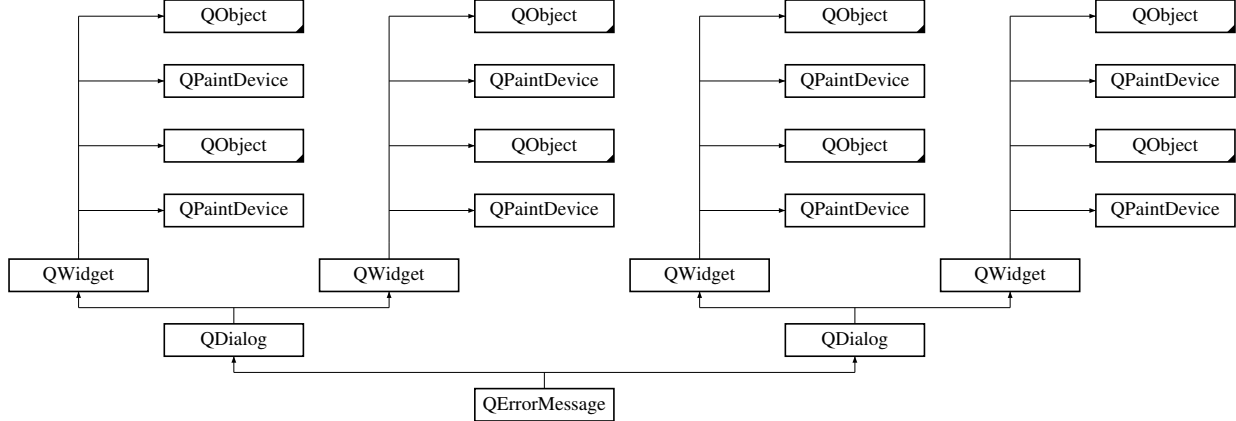 QObject QObject QObject QObject
QPaintDevice QPaintDevice QPaintDevice QPaintDevice
QObject QObject QObject QObject
QPaintDevice QPaintDevice QPaintDevice QPaintDevice
QWidget QWidget QWidget QWidget
QDialog QDialog
QErrorMessage